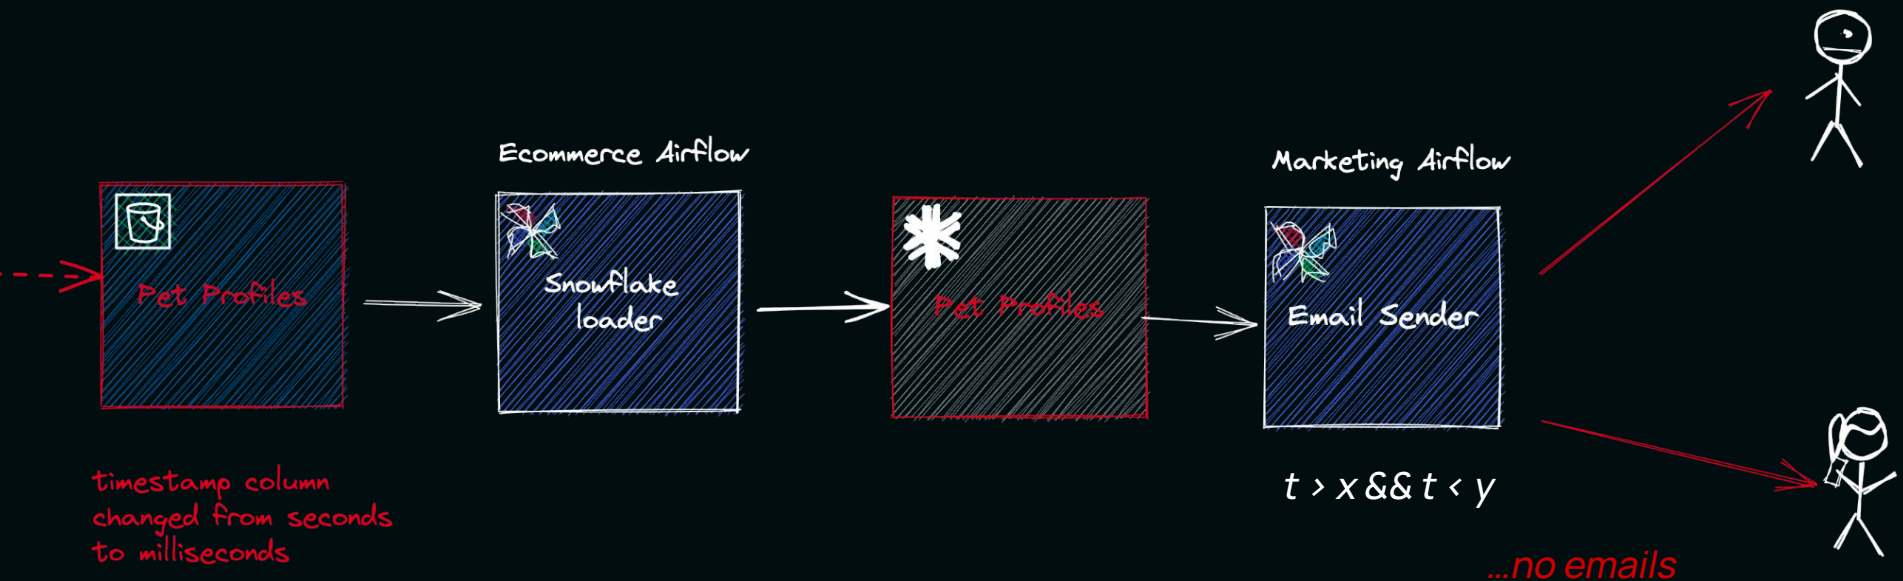 Ecommerce Airflow
Marketing Airflow
Pet Profiles
Snowflake
loader
Pet Profiles
Email Sender
timestamp column
changed from seconds
to milliseconds
t > x && t < y
...no emails